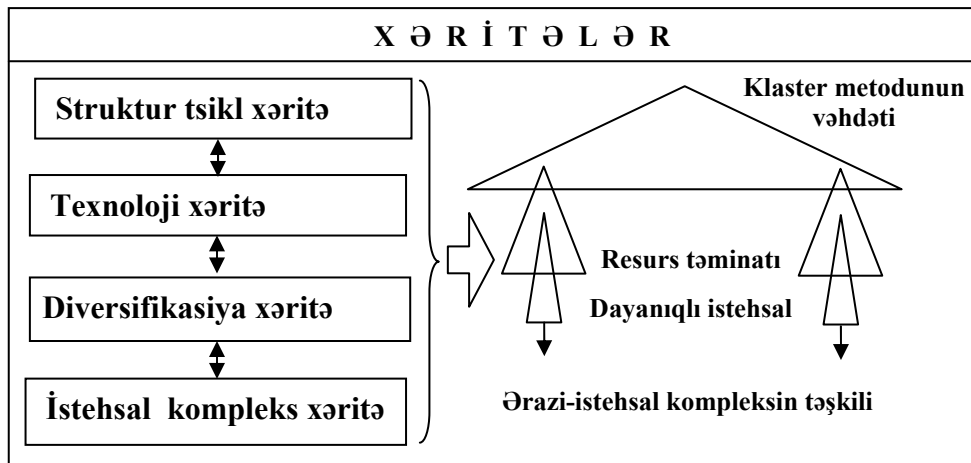 X Ə R İ T Ə L Ə R
Struktur tsikl xəritə
Texnoloji xəritə
Diversifikasiya xəritə
İstehsal kompleks xəritə
Klaster metodunun
vəhdəti
Resurs təminatı
Dayanıqlı istehsal
Ərazi-istehsal kompleksin təşkili